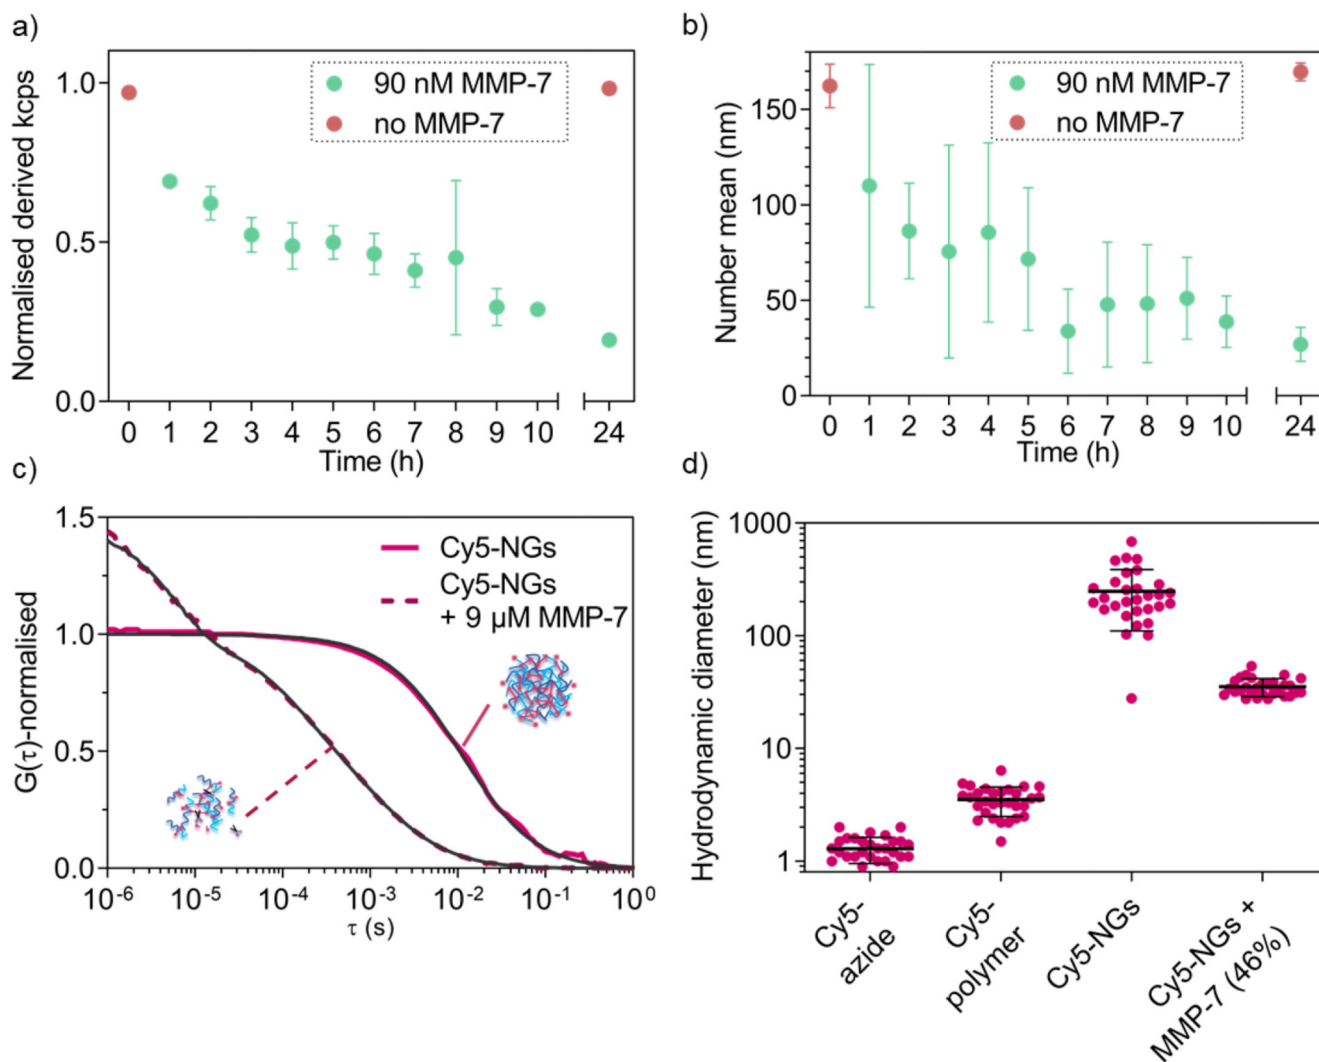 a)
Normalised derived kcps
1.0
0.5
0.0
90 nM MMP-7
no MMP-7
0 1 2 3 4 5 6 7 8 9 10 24
Time (h)
b)
Number mean (nm)
150
100
50
0
90 nM MMP-7
no MMP-7
0 1 2 3 4 5 6 7 8 9 10 24
Time (h)
c)
G(τ)-normalised
1.5
1.0
0.5
0.0
Cy5-NGs
Cy5-NGs
+ 9 µM MMP-7
10⁻⁶ 10⁻⁵ 10⁻⁴ 10⁻³ 10⁻² 10⁻¹ 10⁰
τ (s)
d)
Hydrodynamic diameter (nm)
1000
100
10
1
Cy5-
azide
Cy5-
polymer
Cy5-NGs
Cy5-NGs +
MMP-7 (46%)